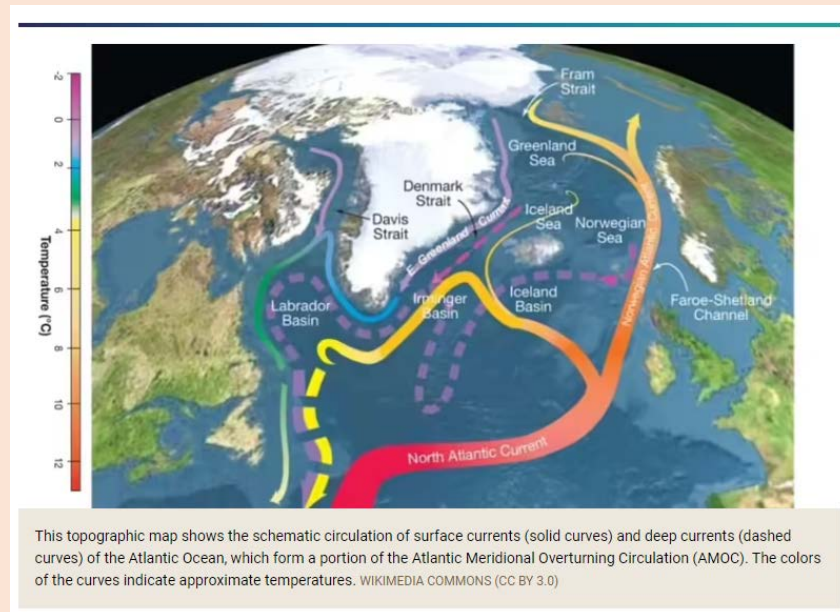 -2
0
2
4
6
8
10
12
Temperature (°C)
Fram
Strait
Greenland
Sea
Denmark
Strait
Davis
Strait
Iceland
Sea
Norwegian
Sea
E. Greenland Current
Labrador
Basin
Irminger
Basin
Iceland
Basin
Faroe-Shetland
Channel
Norwegian Atlantic Current
North Atlantic Current
This topographic map shows the schematic circulation of surface currents (solid curves) and deep currents (dashed
curves) of the Atlantic Ocean, which form a portion of the Atlantic Meridional Overturning Circulation (AMOC). The colors
of the curves indicate approximate temperatures. WIKIMEDIA COMMONS (CC BY 3.0)